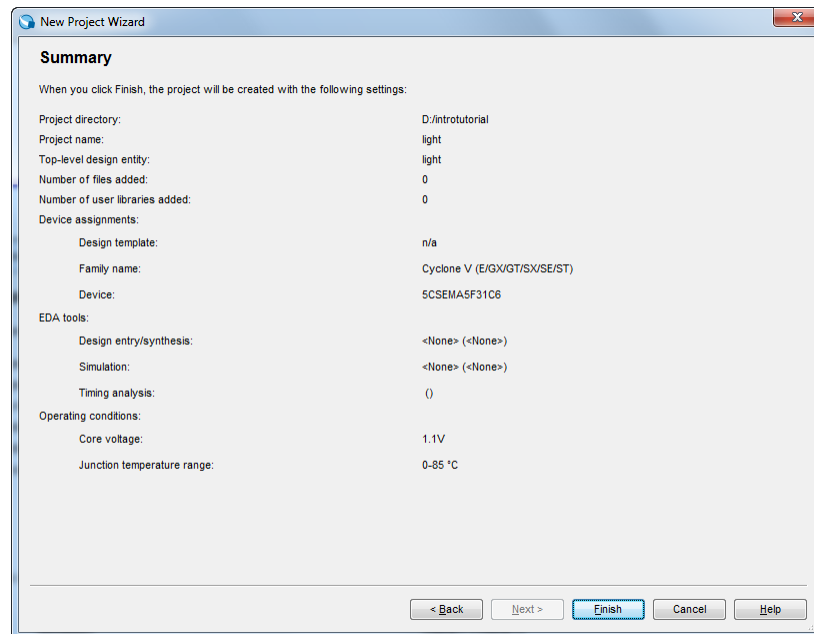 New Project Wizard
Summary
When you click Finish, the project will be created with the following settings:
Project directory: D:/introtutorial
Project name: light
Top-level design entity: light
Number of files added: 0
Number of user libraries added: 0
Device assignments:
Design template: n/a
Family name: Cyclone V (E/GX/GT/SX/SE/ST)
Device: 5CSEMA5F31C6
EDA tools:
Design entry/synthesis: <None> (<None>)
Simulation: <None> (<None>)
Timing analysis: ()
Operating conditions:
Core voltage: 1.1V
Junction temperature range: 0-85 °C
< Back Next > Finish Cancel Help